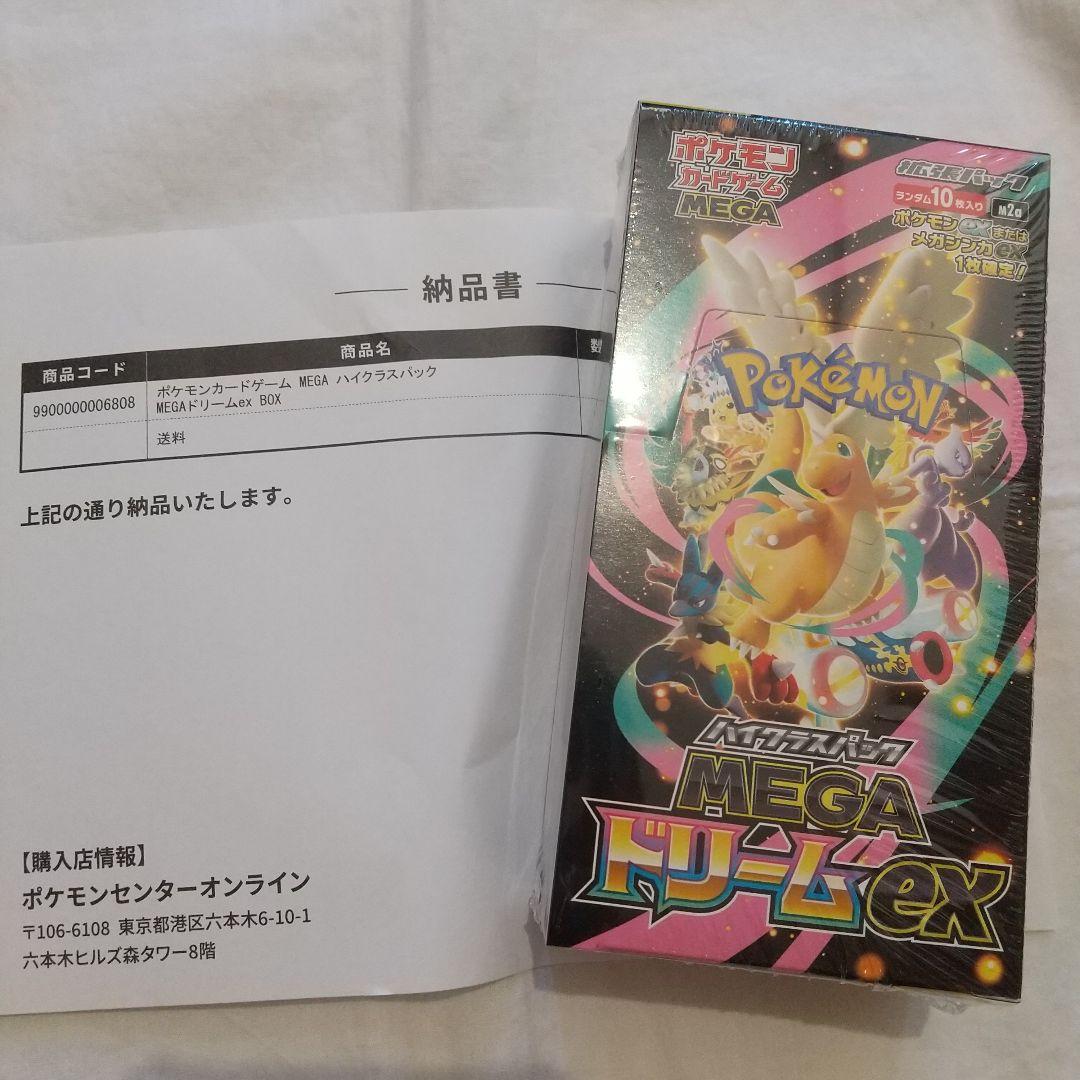 納品書
商品コード
商品名
9900000006808
ポケモンカードゲーム MEGA ハイクラスパック
MEGAドリームex BOX
送料
上記の通り納品いたします。
【購入店情報】
ポケモンセンターオンライン
〒106-6108 東京都港区六本木6-10-1
六本木ヒルズ森タワー8階
ポケモン
カードゲーム
MEGA
拡張パック
ランダム10枚入り M2a
ポケモンexまたは
メガシンカex
1枚確定!
POKéMON
ハイクラスパック
MEGA
ドリームex